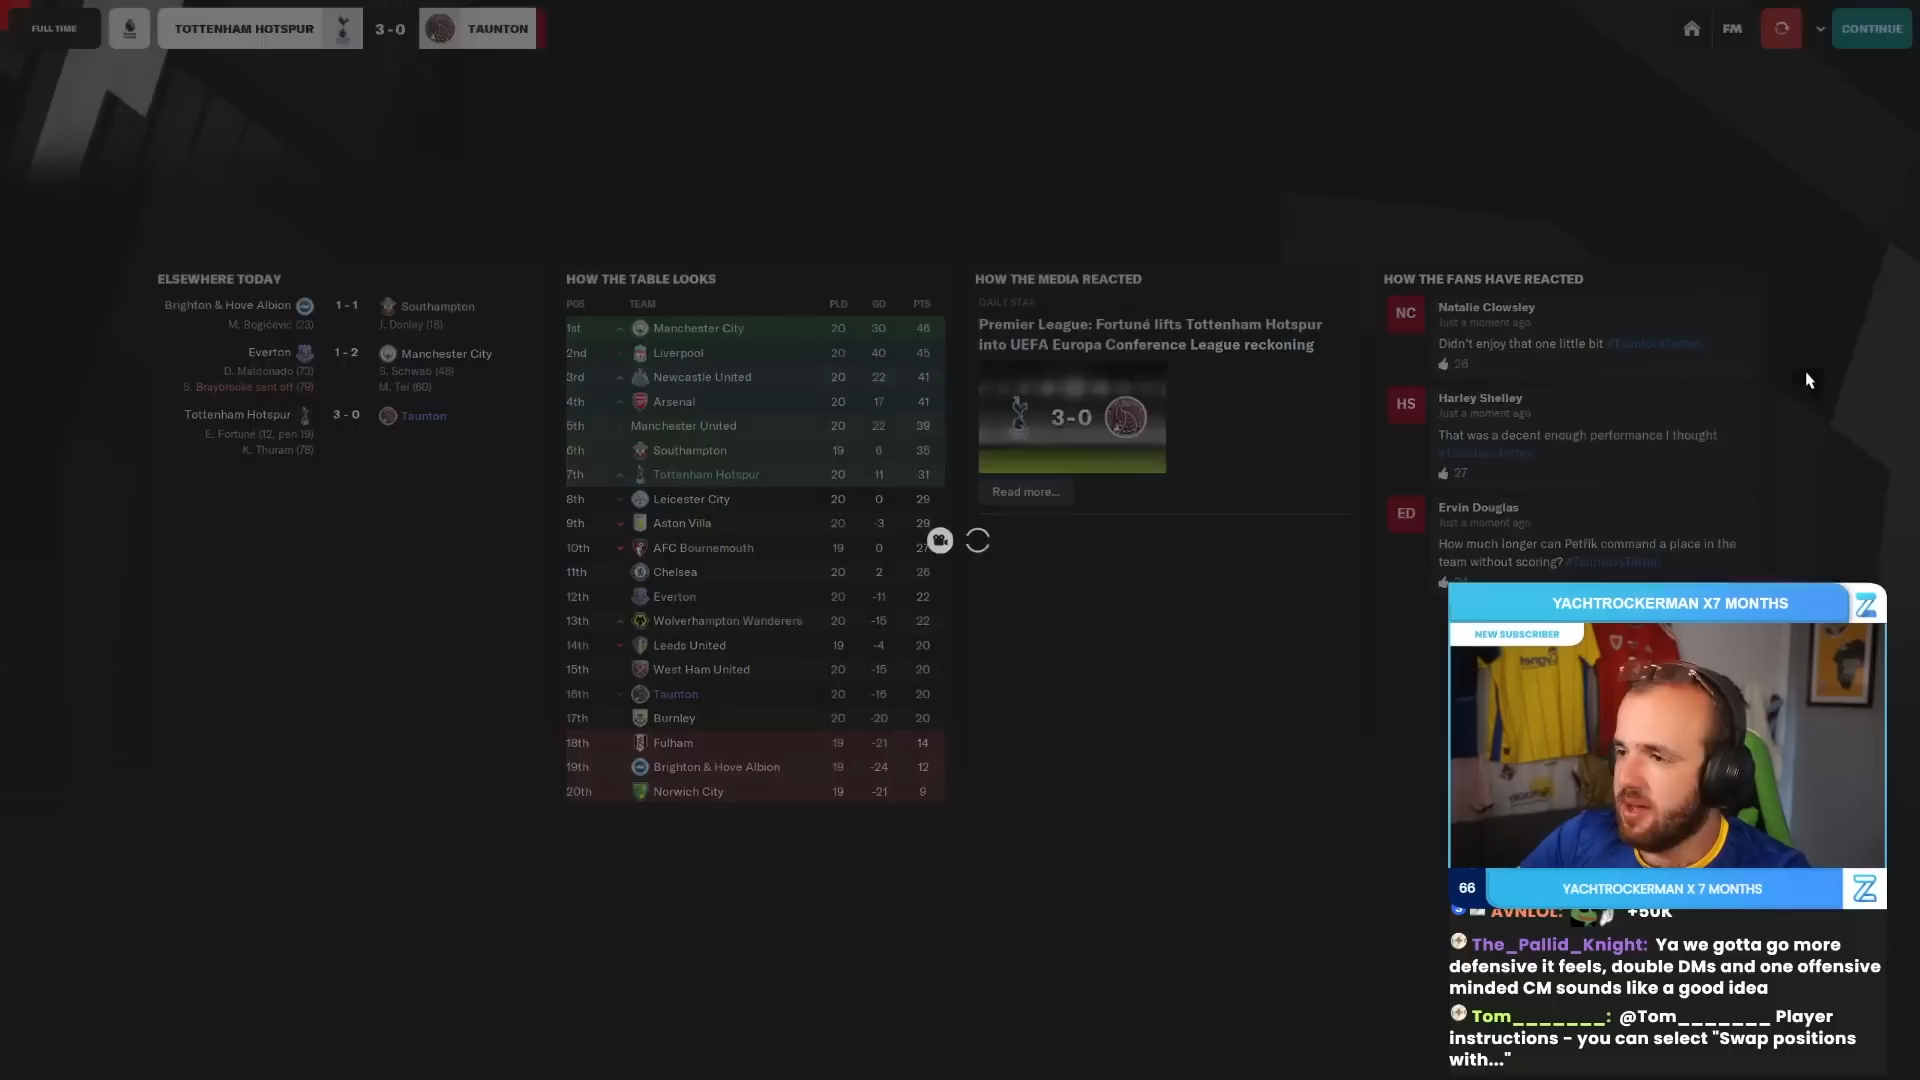 FULL TIME
TOTTENHAM HOTSPUR
3 - 0
TAUNTON
FM
CONTINUE
ELSEWHERE TODAY
Brighton & Hove Albion 1 - 1 Southampton
M. Bogićević (23) J. Donley (18)
Everton 1 - 2 Manchester City
D. Maldonado (73) S. Schwab (48)
S. Braybrooke sent off (79) M. Tel (60)
Tottenham Hotspur 3 - 0 Taunton
E. Fortuné (12, pen 19)
K. Thuram (78)
HOW THE TABLE LOOKS
POS TEAM PLD GD PTS
1st Manchester City 20 30 46
2nd Liverpool 20 40 45
3rd Newcastle United 20 22 41
4th Arsenal 20 17 41
5th Manchester United 20 22 39
6th Southampton 19 6 35
7th Tottenham Hotspur 20 11 31
8th Leicester City 20 0 29
9th Aston Villa 20 -3 29
10th AFC Bournemouth 19 0 27
11th Chelsea 20 2 26
12th Everton 20 -11 22
13th Wolverhampton Wanderers 20 -15 22
14th Leeds United 19 -4 20
15th West Ham United 20 -15 20
16th Taunton 20 -16 20
17th Burnley 20 -20 20
18th Fulham 19 -21 14
19th Brighton & Hove Albion 19 -24 12
20th Norwich City 19 -21 9
HOW THE MEDIA REACTED
DAILY STAR
Premier League: Fortuné lifts Tottenham Hotspur
into UEFA Europa Conference League reckoning
3-0
Read more...
HOW THE FANS HAVE REACTED
NC
Natalie Clowsley
Just a moment ago
Didn't enjoy that one little bit #TauntovsTotten
26
HS
Harley Shelley
Just a moment ago
That was a decent enough performance I thought
#TauntovsTotten
27
ED
Ervin Douglas
Just a moment ago
How much longer can Petřík command a place in the
team without scoring? #TauntovsTotten
YACHTROCKERMAN X7 MONTHS
NEW SUBSCRIBER
66
YACHTROCKERMAN X 7 MONTHS
AVNLOL: +50K
The_Pallid_Knight: Ya we gotta go more
defensive it feels, double DMs and one offensive
minded CM sounds like a good idea
Tom_______: @Tom_______ Player
instructions - you can select "Swap positions
with..."